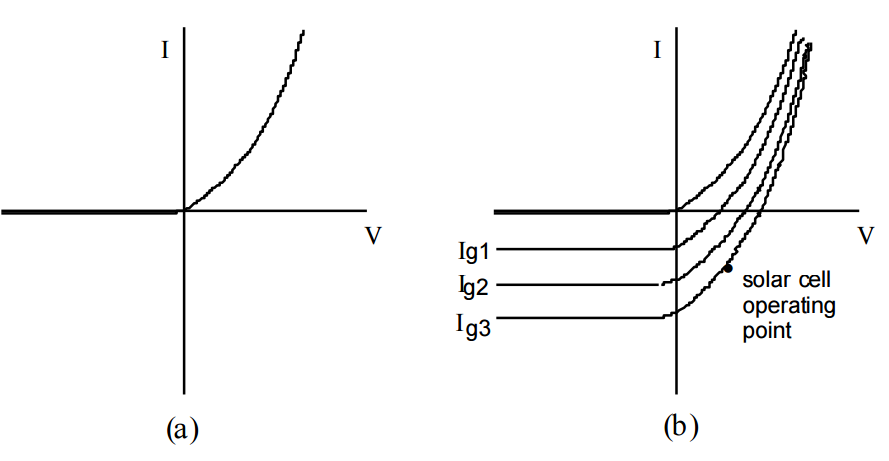 I
V
(a)
I
V
Ig1
Ig2
Ig3
solar cell
operating
point
(b)